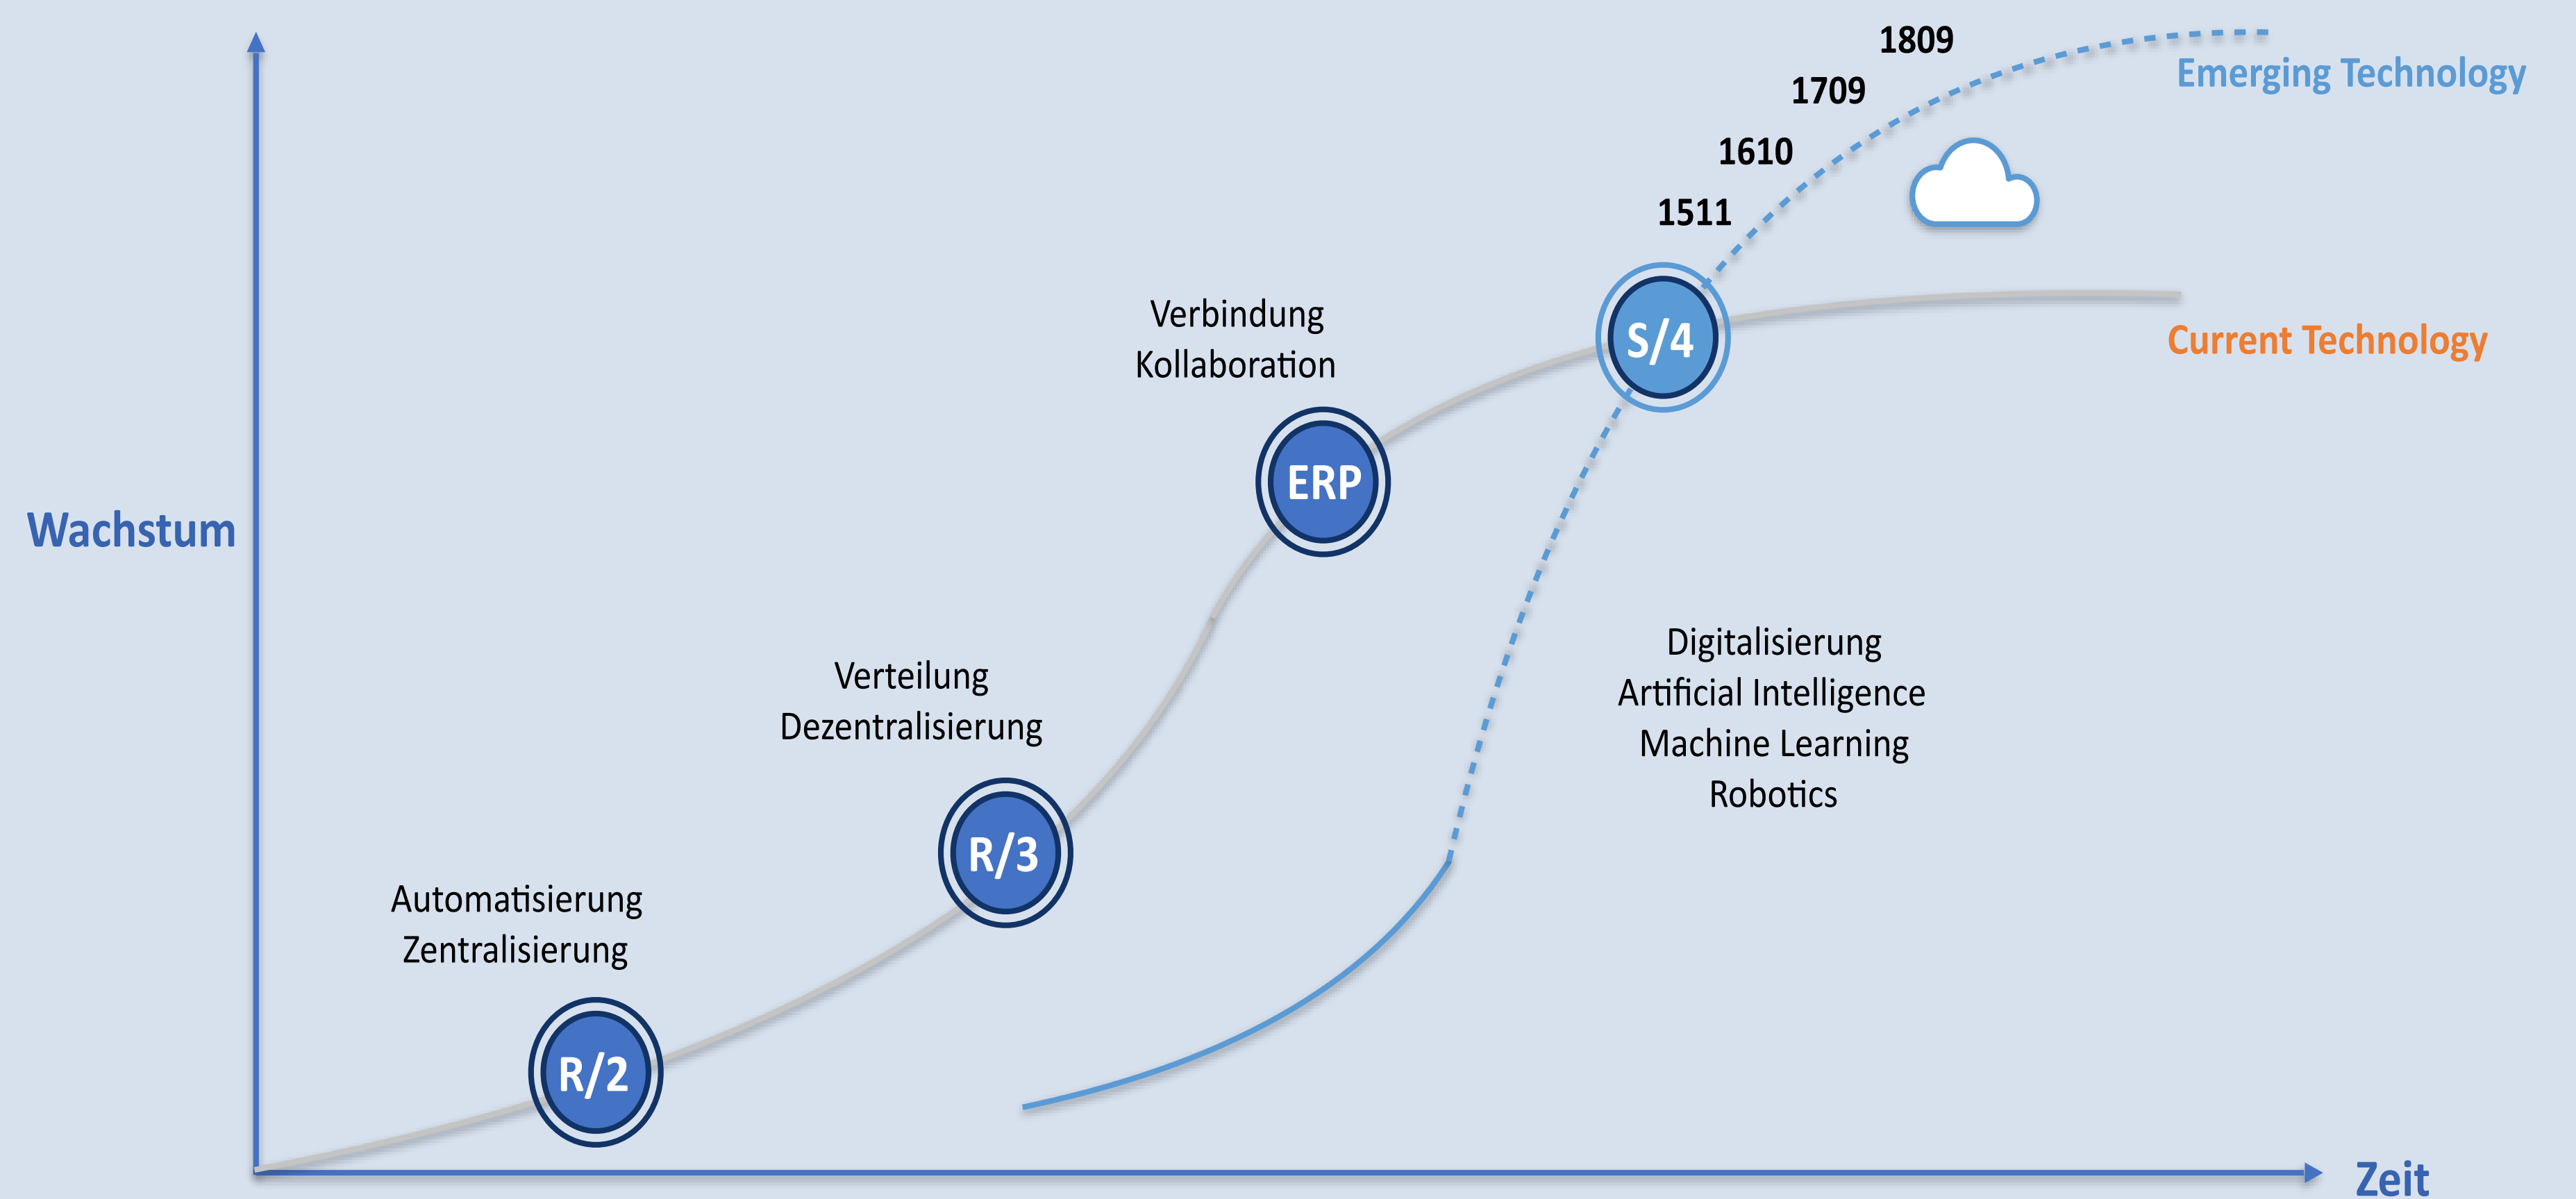 1809
Emerging Technology
1709
1610
1511
Verbindung
Kollaboration
S/4
Current Technology
ERP
Wachstum
Verteilung
Dezentralisierung
Digitalisierung
Artificial Intelligence
Machine Learning
Robotics
R/3
Automatisierung
Zentralisierung
R/2
Zeit